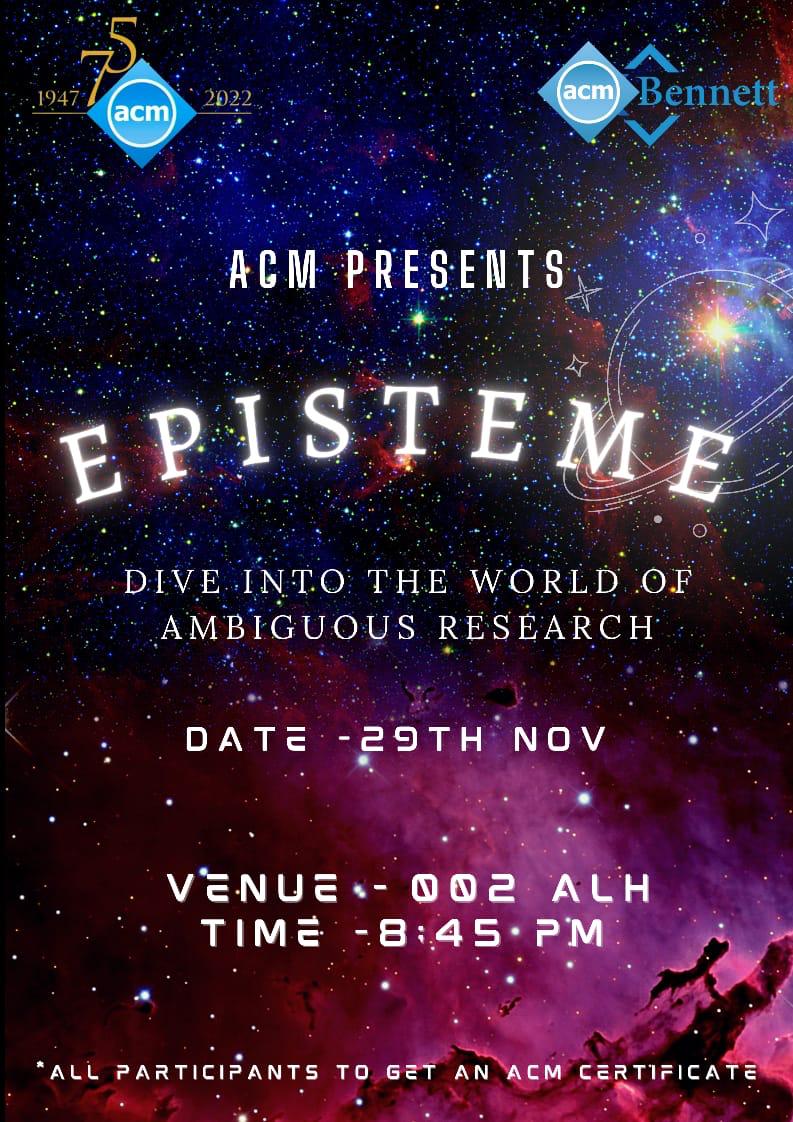 75
1947 acm 2022
acm Bennett
ACM PRESENTS
EPISTEME
DIVE INTO THE WORLD OF
AMBIGUOUS RESEARCH
DATE -29TH NOV
VENUE - 002 ALH
TIME -8:45 PM
*ALL PARTICIPANTS TO GET AN ACM CERTIFICATE